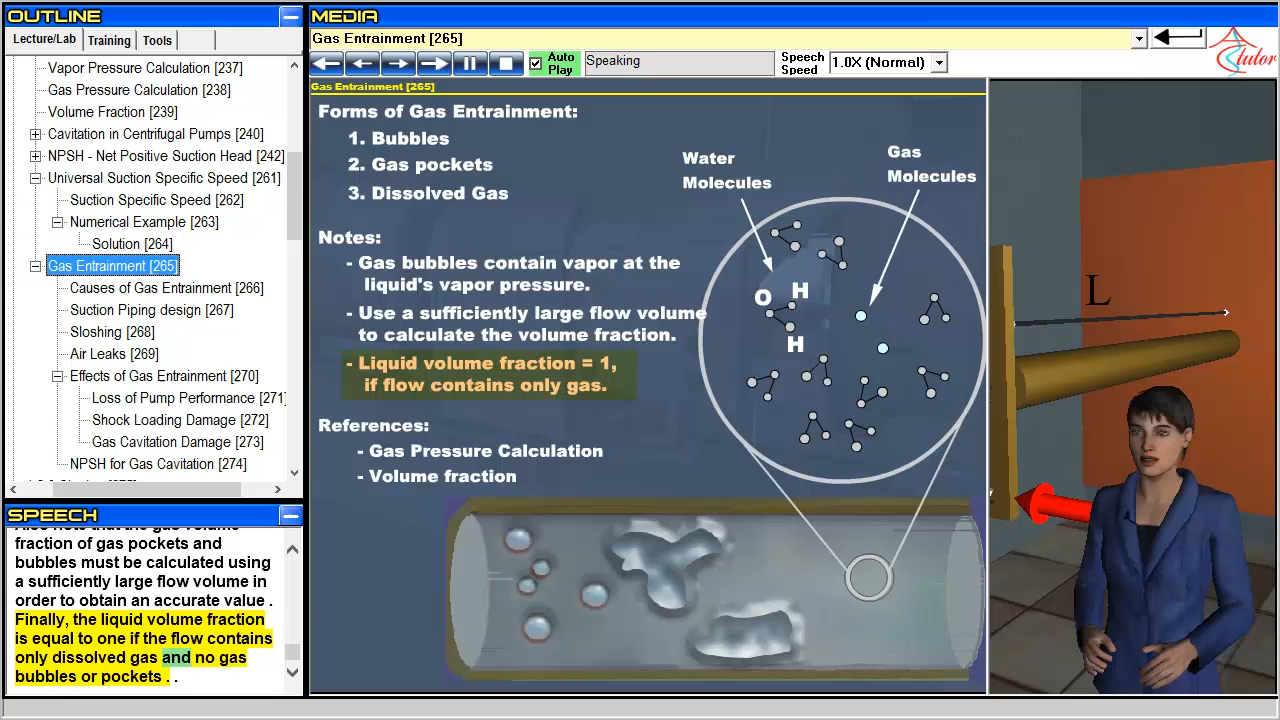 OUTLINE
Lecture/Lab Training Tools
Vapor Pressure Calculation [237]
Gas Pressure Calculation [238]
Volume Fraction [239]
Cavitation in Centrifugal Pumps [240]
NPSH - Net Positive Suction Head [242]
Universal Suction Specific Speed [261]
Suction Specific Speed [262]
Numerical Example [263]
Solution [264]
Gas Entrainment [265]
Causes of Gas Entrainment [266]
Suction Piping design [267]
Sloshing [268]
Air Leaks [269]
Effects of Gas Entrainment [270]
Loss of Pump Performance [271]
Shock Loading Damage [272]
Gas Cavitation Damage [273]
NPSH for Gas Cavitation [274]
SPEECH
fraction of gas pockets and
bubbles must be calculated using
a sufficiently large flow volume in
order to obtain an accurate value .
Finally, the liquid volume fraction
is equal to one if the flow contains
only dissolved gas and no gas
bubbles or pockets . .
MEDIA
Gas Entrainment [265]
Auto
Play
Speaking
Speech
Speed
1.0X (Normal)
tutor
Gas Entrainment [265]
Forms of Gas Entrainment:
1. Bubbles
2. Gas pockets
3. Dissolved Gas
Notes:
- Gas bubbles contain vapor at the
liquid's vapor pressure.
- Use a sufficiently large flow volume
to calculate the volume fraction.
- Liquid volume fraction = 1,
if flow contains only gas.
References:
- Gas Pressure Calculation
- Volume fraction
Water
Molecules
Gas
Molecules
O H
H
L